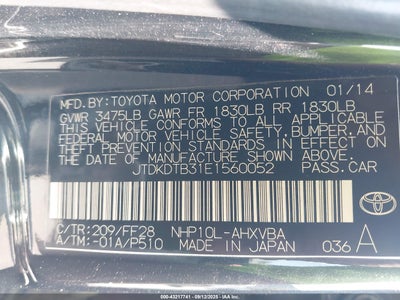 MFD.BY:TOYOTA MOTOR CORPORATION 01/14
GVWR 3475LB GAWR FR 1830LB RR 1830LB
THIS VEHICLE CONFORMS TO ALL APPLICABLE
FEDERAL MOTOR VEHICLE SAFETY, BUMPER, AND
THEFT PREVENTION STANDARDS IN EFFECT ON
THE DATE OF MANUFACTURE SHOWN ABOVE.
JTDKDTB31E1560052 PASS.CAR
C/TR:209/FF28 NHP10L-AHXVBA
A/TM:-01A/P510 MADE IN JAPAN 036 A
TOYOTA
000-43217741 - 09/12/2025 - IAAI